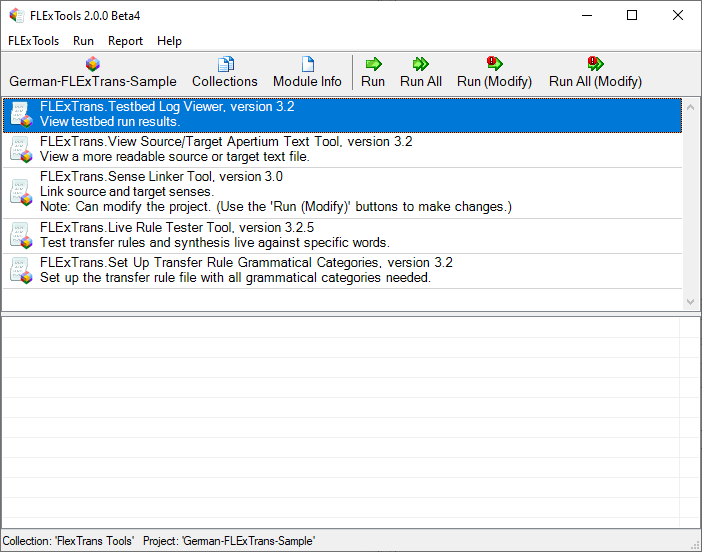 FLExTools 2.0.0 Beta4
FLExTools Run Report Help
German-FLExTrans-Sample Collections Module Info Run Run All Run (Modify) Run All (Modify)
FLExTrans.Testbed Log Viewer, version 3.2
View testbed run results.
FLExTrans.View Source/Target Apertium Text Tool, version 3.2
View a more readable source or target text file.
FLExTrans.Sense Linker Tool, version 3.0
Link source and target senses.
Note: Can modify the project. (Use the 'Run (Modify)' buttons to make changes.)
FLExTrans.Live Rule Tester Tool, version 3.2.5
Test transfer rules and synthesis live against specific words.
FLExTrans.Set Up Transfer Rule Grammatical Categories, version 3.2
Set up the transfer rule file with all grammatical categories needed.
Collection: 'FlexTrans Tools' Project: 'German-FLExTrans-Sample'